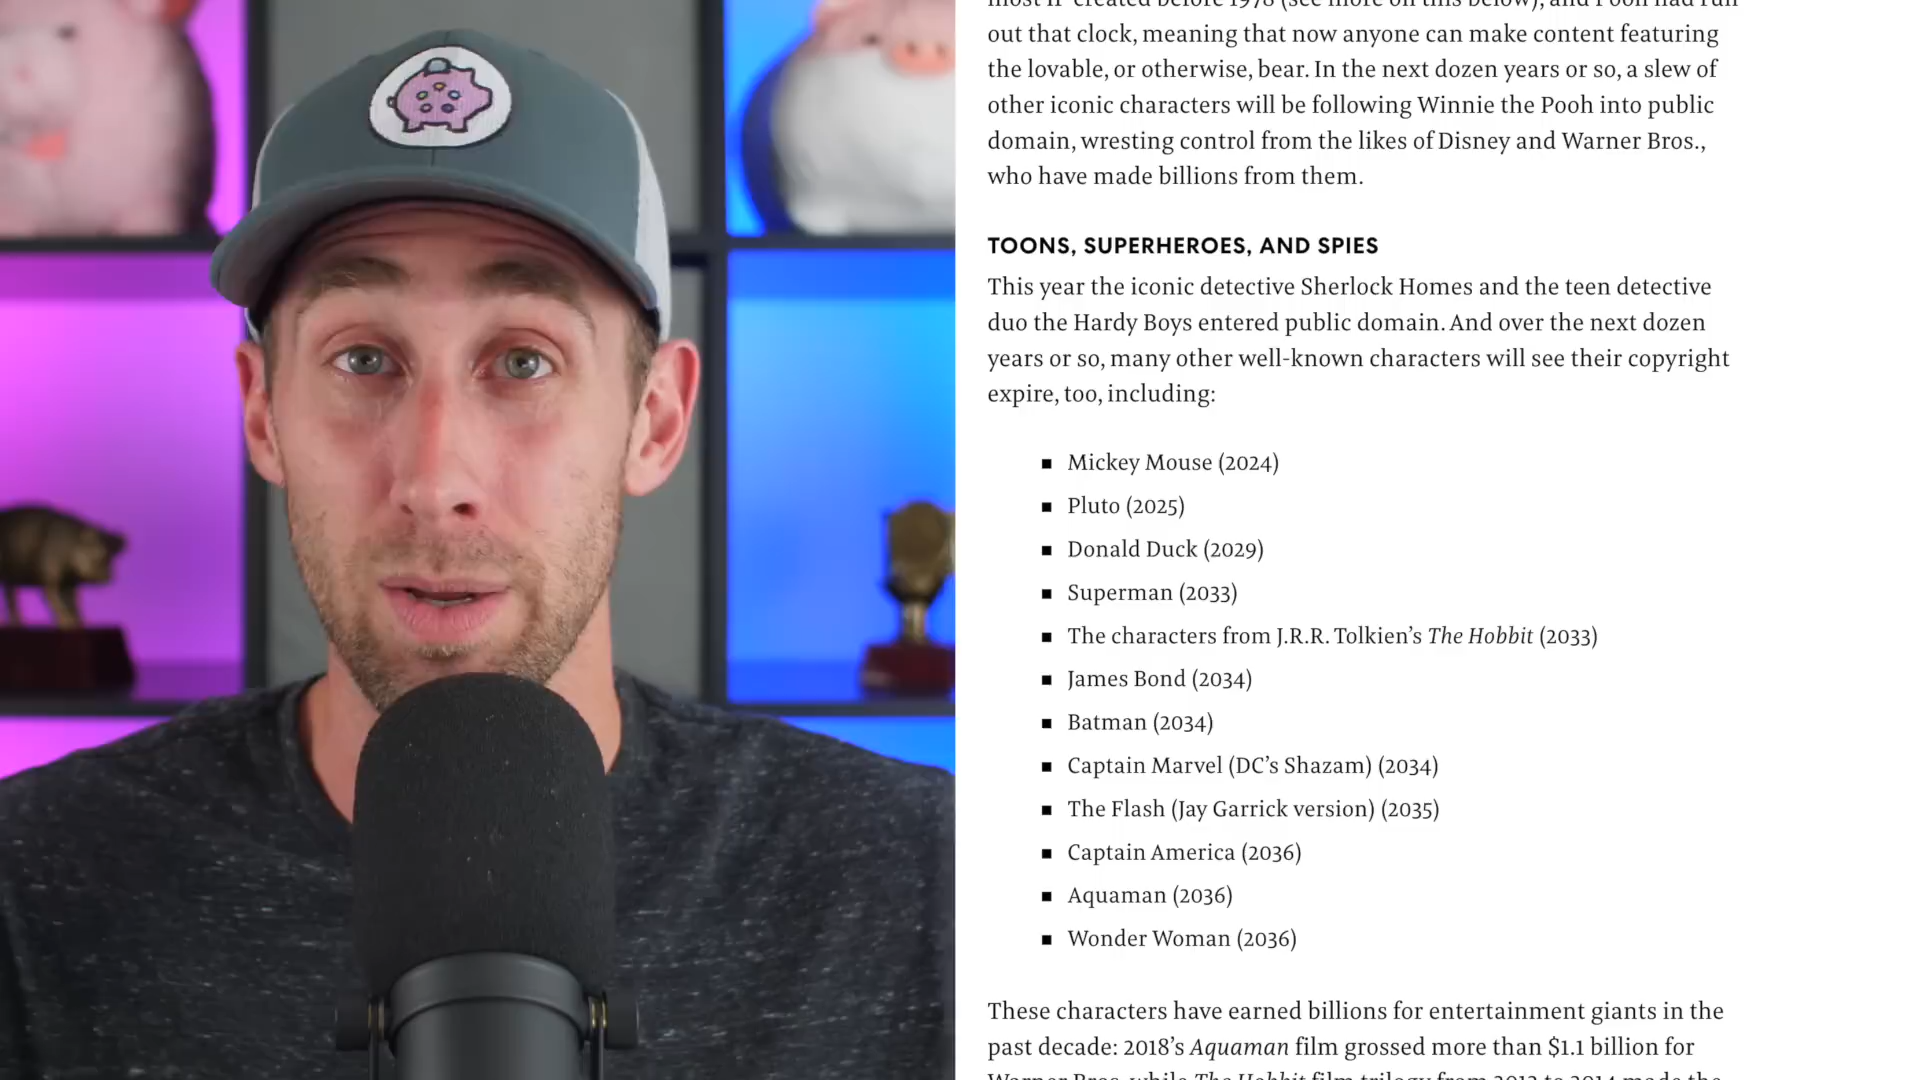 out that clock, meaning that now anyone can make content featuring
the lovable, or otherwise, bear. In the next dozen years or so, a slew of
other iconic characters will be following Winnie the Pooh into public
domain, wresting control from the likes of Disney and Warner Bros.,
who have made billions from them.
TOONS, SUPERHEROES, AND SPIES
This year the iconic detective Sherlock Homes and the teen detective
duo the Hardy Boys entered public domain. And over the next dozen
years or so, many other well-known characters will see their copyright
expire, too, including:
Mickey Mouse (2024)
Pluto (2025)
Donald Duck (2029)
Superman (2033)
The characters from J.R.R. Tolkien’s The Hobbit (2033)
James Bond (2034)
Batman (2034)
Captain Marvel (DC’s Shazam) (2034)
The Flash (Jay Garrick version) (2035)
Captain America (2036)
Aquaman (2036)
Wonder Woman (2036)
These characters have earned billions for entertainment giants in the
past decade: 2018’s Aquaman film grossed more than $1.1 billion for